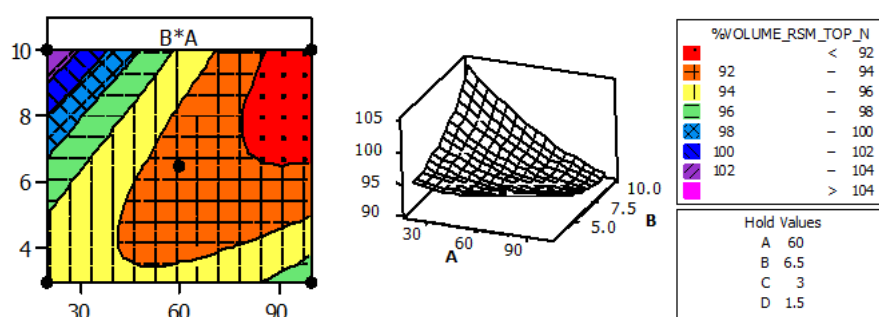 B*A
10
8
6
4
30 60 90
105
100
95
90
30 60 90
A
10.0
7.5
5.0
B
%VOLUME_RSM_TOP_N
< 92
92 – 94
94 – 96
96 – 98
98 – 100
100 – 102
102 – 104
> 104
Hold Values
A 60
B 6.5
C 3
D 1.5